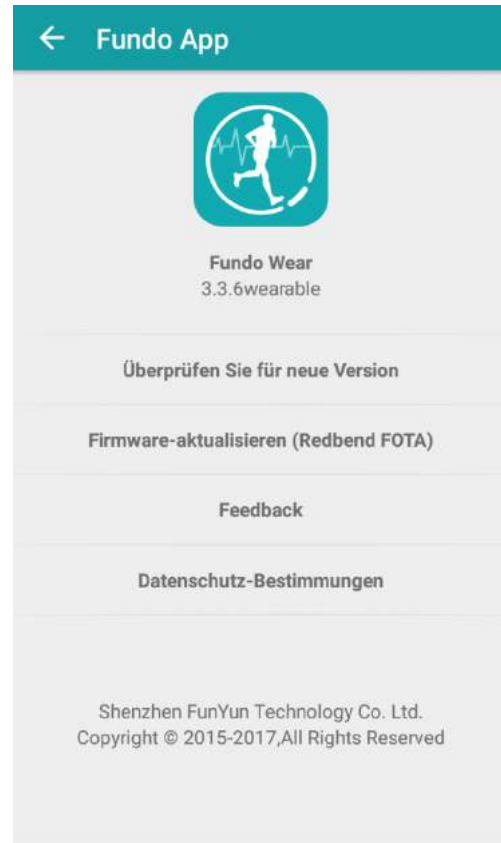 Fundo App
Fundo Wear
3.3.6wearable
Überprüfen Sie für neue Version
Firmware-aktualisieren (Redbend FOTA)
Feedback
Datenschutz-Bestimmungen
Shenzhen FunYun Technology Co. Ltd.
Copyright © 2015-2017,All Rights Reserved